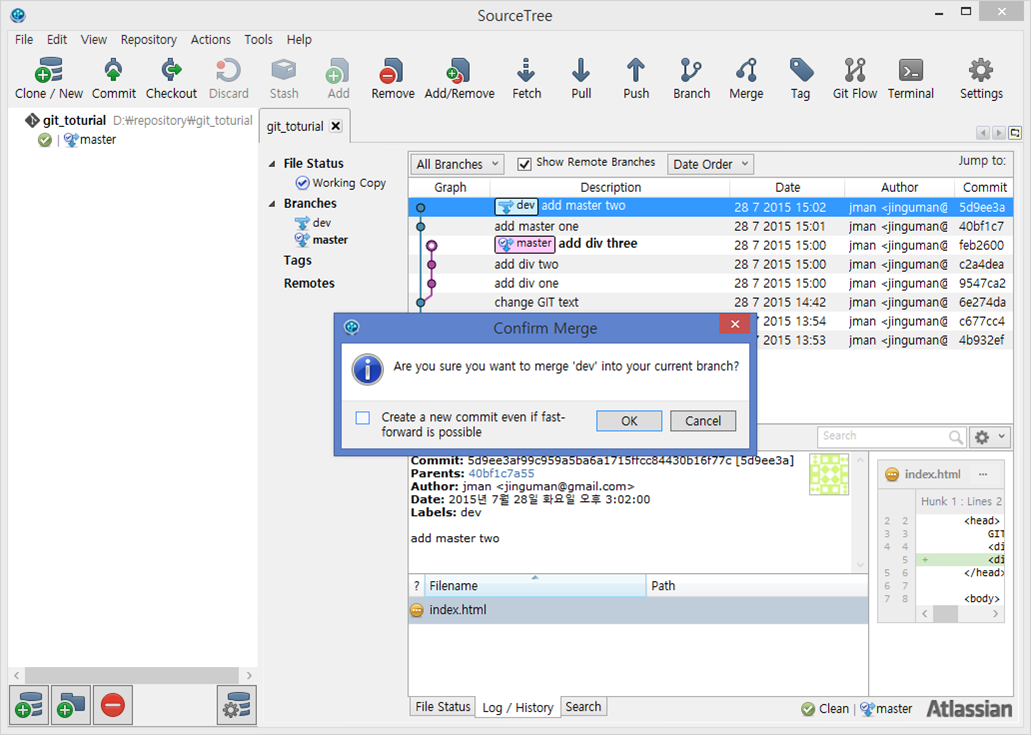 SourceTree
File Edit View Repository Actions Tools Help
Clone / New Commit Checkout Discard Stash Add Remove Add/Remove Fetch Pull Push Branch Merge Tag Git Flow Terminal Settings
git_toturial D:₩repository₩git_toturial
master
git_toturial
File Status
Working Copy
Branches
dev
master
Tags
Remotes
All Branches Show Remote Branches Date Order Jump to:
Graph Description Date Author Commit
dev add master two 28 7 2015 15:02 jman <jinguman@ 5d9ee3a
add master one 28 7 2015 15:01 jman <jinguman@ 40bf1c7
master add div three 28 7 2015 15:00 jman <jinguman@ feb2600
add div two 28 7 2015 15:00 jman <jinguman@ c2a4dea
add div one 28 7 2015 15:00 jman <jinguman@ 9547ca2
change GIT text 28 7 2015 14:42 jman <jinguman@ 6e274da
13:54 jman <jinguman@ c677cc4
13:53 jman <jinguman@ 4b932ef
Confirm Merge
Are you sure you want to merge 'dev' into your current branch?
Create a new commit even if fast-
forward is possible
OK Cancel
Search
Commit: 5d9ee3af99c959a5ba6a1715ffcc84430b16f77c [5d9ee3a]
Parents: 40bf1c7a55
Author: jman <jinguman@gmail.com>
Date: 2015년 7월 28일 화요일 오후 3:02:00
Labels: dev
add master two
? Filename Path
index.html
index.html ...
Hunk 1 : Lines 2
2 2 <head>
3 3 GIT
4 4 <di
5 + <di
5 6 </head>
6 7
7 8 <body>
File Status Log / History Search
Clean master Atlassian